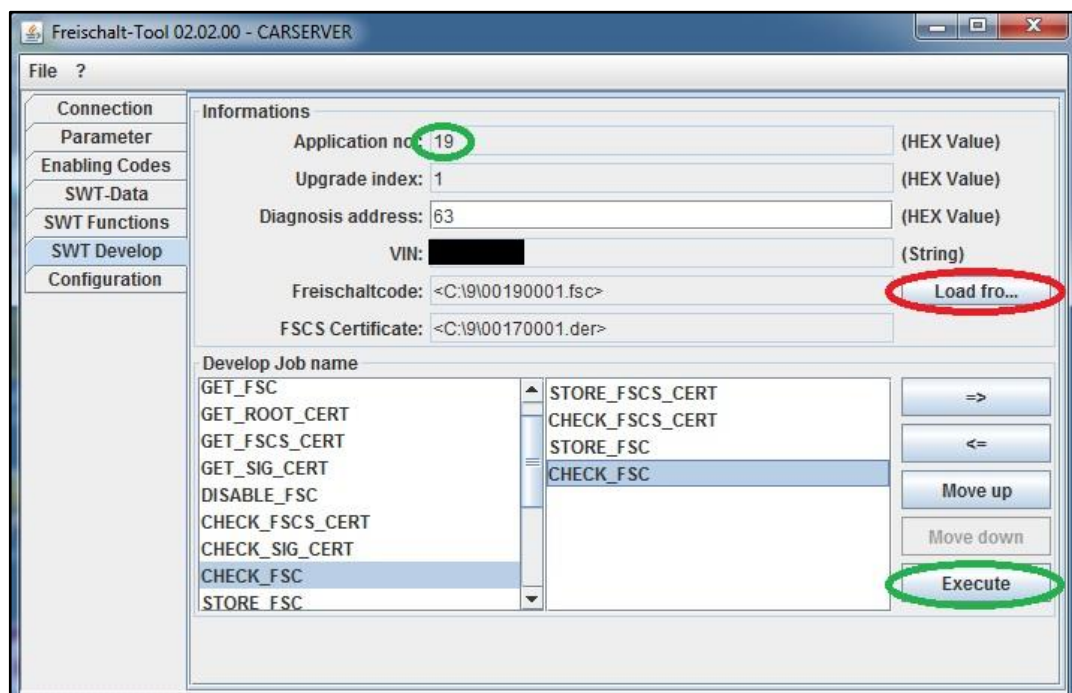 Freischalt-Tool 02.02.00 - CARSERVER
File ?
Connection
Parameter
Enabling Codes
SWT-Data
SWT Functions
SWT Develop
Configuration
Informations
Application no: 19 (HEX Value)
Upgrade index: 1 (HEX Value)
Diagnosis address: 63 (HEX Value)
VIN: (String)
Freischaltcode: <C:\9\00190001.fsc> Load fro...
FSCS Certificate: <C:\9\00170001.der>
Develop Job name
GET_FSC
GET_ROOT_CERT
GET_FSCS_CERT
GET_SIG_CERT
DISABLE_FSC
CHECK_FSCS_CERT
CHECK_SIG_CERT
CHECK_FSC
STORE_FSC
STORE_FSCS_CERT
CHECK_FSCS_CERT
STORE_FSC
CHECK_FSC
=>
<=
Move up
Move down
Execute